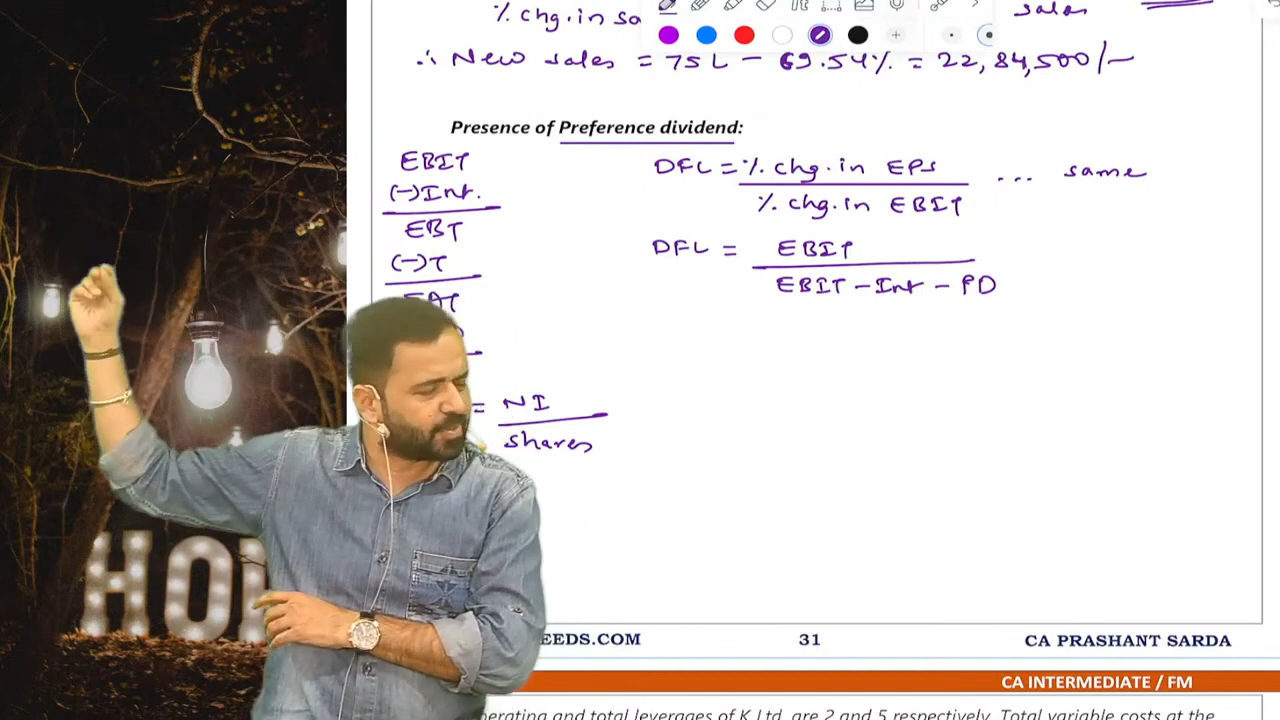 % chg.in sa
sales
∴ New sales = 75L − 69.54% = 22,84,500/-
Presence of Preference dividend:
EBIT
(-)Int.
EBT
(-)T
EAT
= NI
shares
DFL = % chg.in EPS ... same
% chg.in EBIT
DFL = EBIT
EBIT - Int - PD
HO
EEDS.COM 31 CA PRASHANT SARDA
CA INTERMEDIATE / FM
perating and total leverages of K Ltd. are 2 and 5 respectively. Total variable costs at the